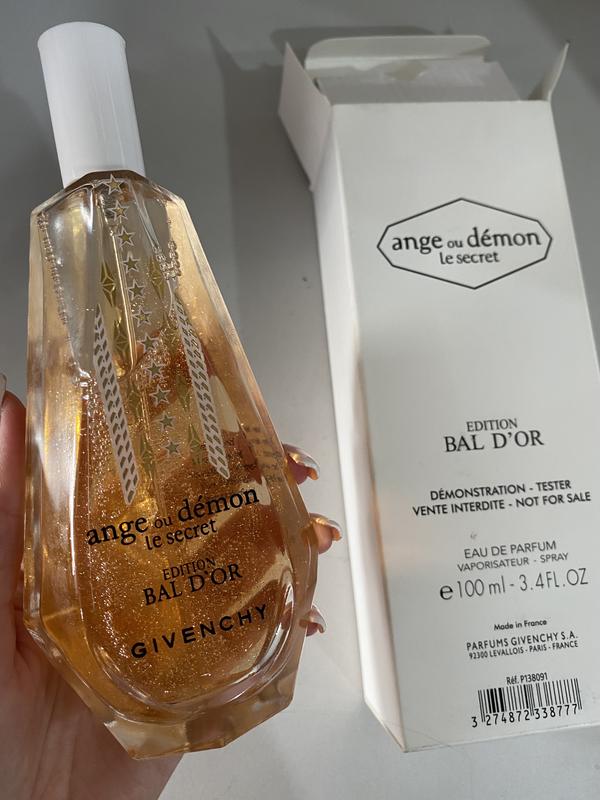 ange ou démon
le secret
EDITION
BAL D'OR
GIVENCHY
ange ou démon
le secret
EDITION
BAL D'OR
DÉMONSTRATION - TESTER
VENTE INTERDITE - NOT FOR SALE
EAU DE PARFUM
VAPORISATEUR - SPRAY
℮ 100 ml - 3.4FL.OZ
Made in France
PARFUMS GIVENCHY S.A.
92300 LEVALLOIS - PARIS - FRANCE
Réf. P138091
3 274872 338777